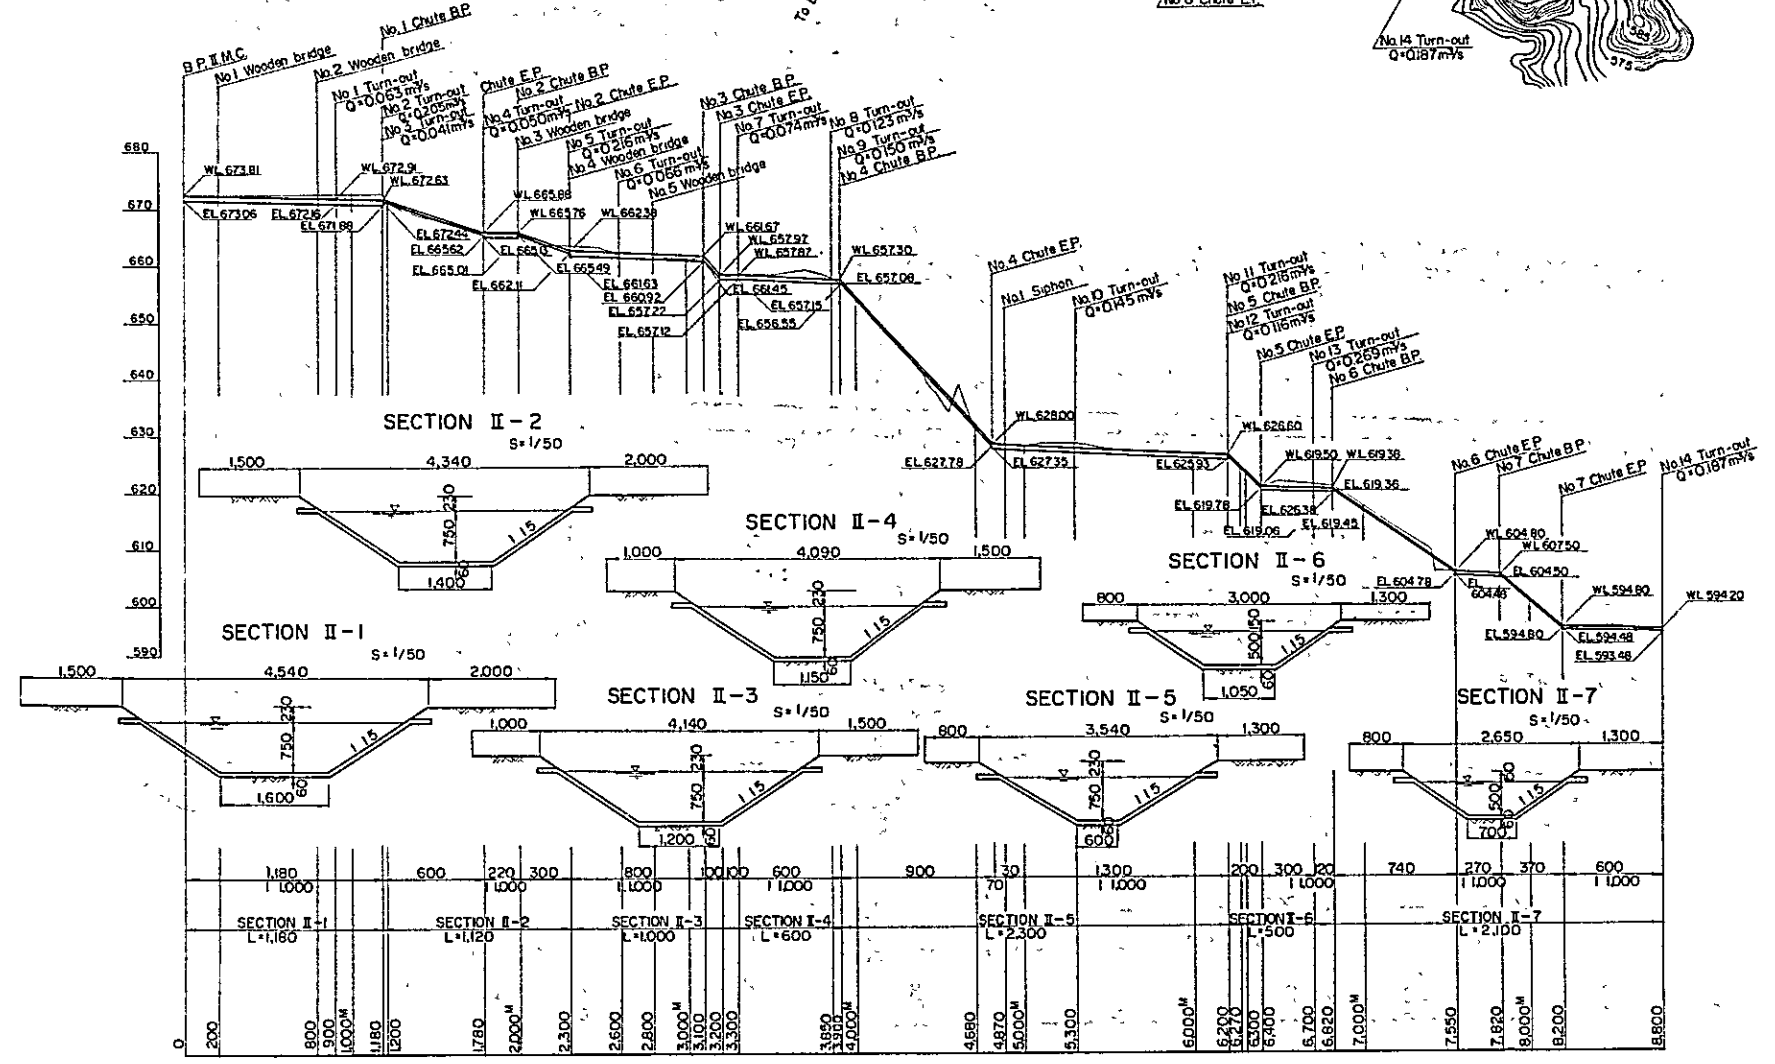 No.14 Turn-out
Q=0.187m³/s
B.P. II.M.C.
No.1 Wooden bridge
No.2 Wooden bridge
No.1 Chute B.P.
No.1 Turn-out
Q=0.063m³/s
No.2 Turn-out
Q=0.205m³/s
No.3 Turn-out
Q=0.041m³/s
Chute E.P.
No.2 Chute B.P.
No.4 Turn-out
Q=0.050m³/s
No.2 Chute E.P.
No.3 Wooden bridge
No.5 Turn-out
Q=0.216m³/s
No.4 Wooden bridge
No.6 Turn-out
Q=0.066m³/s
No.5 Wooden bridge
No.3 Chute B.P.
No.3 Chute E.P.
No.7 Turn-out
Q=0.074m³/s
No.8 Turn-out
Q=0.123m³/s
No.9 Turn-out
Q=0.150m³/s
No.4 Chute B.P.
No.4 Chute E.P.
No.1 Siphon
No.10 Turn-out
Q=0.145m³/s
No.11 Turn-out
Q=0.216m³/s
No.5 Chute B.P.
No.12 Turn-out
Q=0.116m³/s
No.5 Chute E.P.
No.13 Turn-out
Q=0.269m³/s
No.6 Chute B.P.
No.6 Chute E.P.
No.7 Chute B.P.
No.7 Chute E.P.
No.14 Turn-out
Q=0.187m³/s
680
670
660
650
640
630
620
610
600
590
WL.673.81
WL.672.91
WL.672.63
WL.665.88
WL.665.76
WL.662.38
WL.661.67
WL.657.97
WL.657.87
WL.657.30
EL.673.06
EL.672.16
EL.671.88
EL.672.44
EL.665.62
EL.665.13
EL.665.01
EL.665.49
EL.662.11
EL.661.63
EL.660.92
EL.661.45
EL.657.22
EL.657.15
EL.657.12
EL.656.55
EL.657.08
WL.628.00
EL.627.78
EL.627.35
WL.626.60
EL.625.93
WL.619.50
WL.619.38
EL.619.36
EL.619.78
EL.626.38
EL.619.06
EL.619.45
WL.604.80
WL.607.50
EL.604.50
EL.604.78
EL.
604.48
WL.594.80
WL.594.20
EL.594.80
EL.594.48
EL.593.48
SECTION II-2
S=1/50
1,500 4,340 2,000
230
750
60
1:1.5
1,400
SECTION II-4
S=1/50
1,000 4,090 1,500
230
750
60
1:1.5
1,150
SECTION II-6
S=1/50
800 3,000 1,300
150
500
60
1:1.5
1,050
SECTION II-1
S=1/50
1,500 4,540 2,000
230
750
60
1:1.5
1,600
SECTION II-3
S=1/50
1,000 4,140 1,500
230
750
60
1:1.5
1,200
SECTION II-5
S=1/50
800 3,540 1,300
230
750
60
1:1.5
600
SECTION II-7
S=1/50
800 2,650 1,300
500
60
1:1.5
700
1,180 600 220 300 800 100 100 600 900 70 30 1,300 200 300 120 740 270 370 600
1:1,000 1:1,000 1:1,000 1:1,000 1:1,000 1:1,000 1:1,000 1:1,000
SECTION II-1 SECTION II-2 SECTION II-3 SECTION II-4 SECTION II-5 SECTION II-6 SECTION II-7
L=1,180 L=1,120 L=1,000 L=600 L=2,300 L=500 L=2,100
0 200 800 900 1,000M 1,180 1,200 1,780 2,000M 2,300 2,600 2,800 3,000M 3,100 3,200 3,300 3,850 3,900 4,000M 4,680 4,870 5,000M 5,300 6,000M 6,200 6,270 6,300 6,400 6,700 6,820 7,000M 7,550 7,820 8,000M 8,200 8,800
585
575